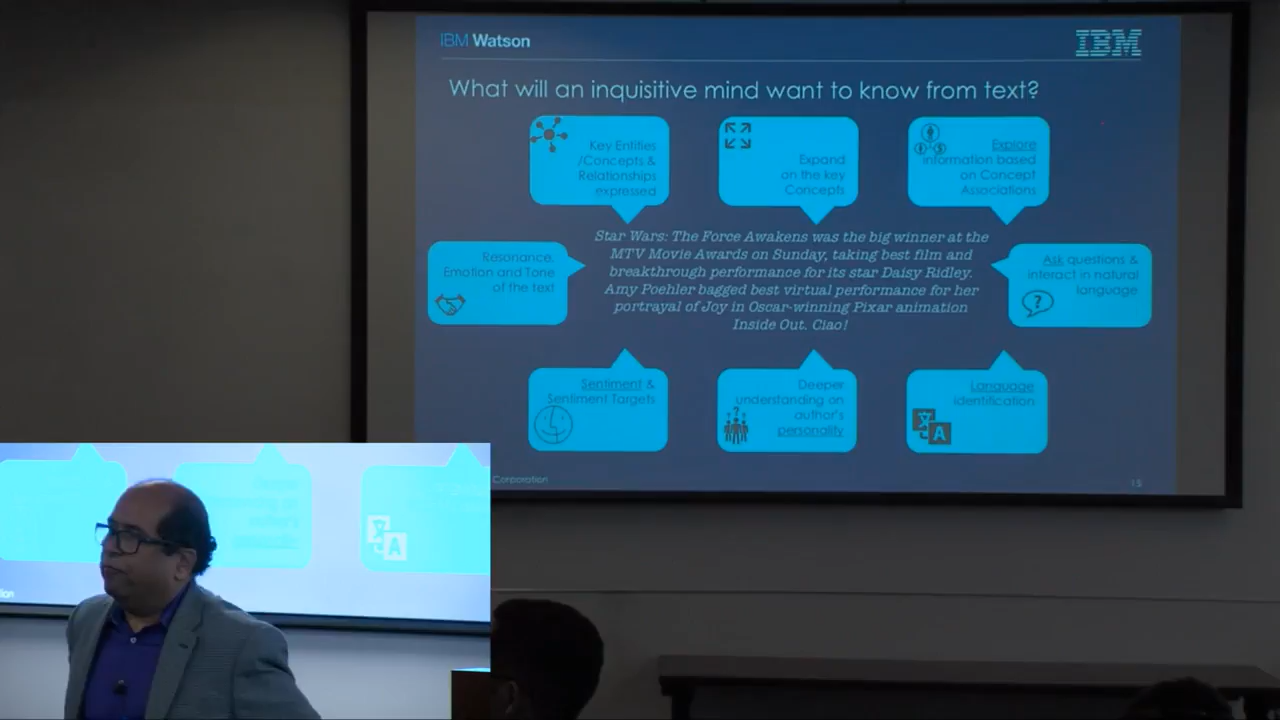 IBM Watson
IBM
What will an inquisitive mind want to know from text?
Key Entities
/Concepts &
Relationships
expressed
Expand
on the key
Concepts
Explore
information based
on Concept
Associations
Resonance,
Emotion and Tone
of the text
Star Wars: The Force Awakens was the big winner at the
MTV Movie Awards on Sunday, taking best film and
breakthrough performance for its star Daisy Ridley.
Amy Poehler bagged best virtual performance for her
portrayal of Joy in Oscar-winning Pixar animation
Inside Out. Ciao!
Ask questions &
interact in natural
language
?
Sentiment &
Sentiment Targets
Deeper
understanding on
author's
personality
?
Language
identification
A
Corporation
15
A